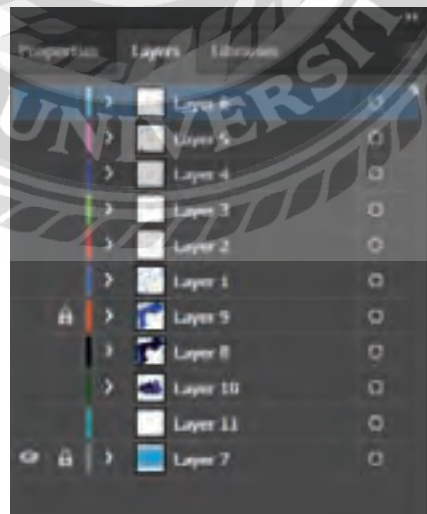 Properties Layers Libraries
UNIVERSIT
Layer 6
Layer 5
Layer 4
Layer 3
Layer 2
Layer 1
Layer 9
Layer 8
Layer 10
Layer 11
Layer 7